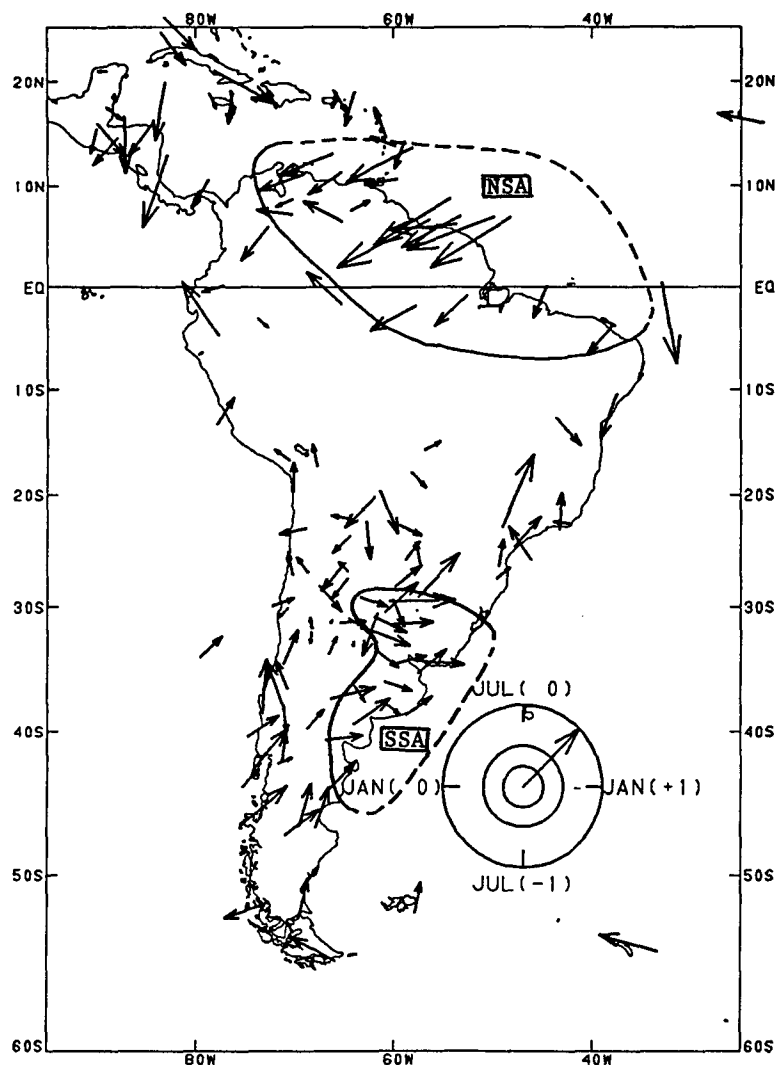 80W 60W 40W
20N 20N
10N NSA 10N
EQ EQ
10S 10S
20S 20S
30S 30S
JUL( 0)
40S SSA 40S
JAN( 0) JAN(+1)
50S JUL(-1) 50S
60S 60S
80W 60W 40W